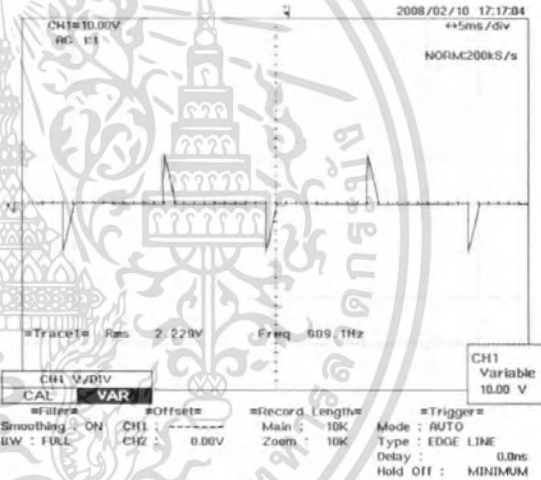 2008/02/10 17:17:04
CH1=10.00V
↔5ms/div
AC 1:1
NORM:200kS/s
=Trace1= Rms 2.229V Freq 909.1Hz
CH1 V/DIV
CAL VAR
CH1
Variable
10.00 V
=Filter= =Offset= =Record Length= =Trigger=
Smoothing : ON CH1 : ------- Main : 10K Mode : AUTO
BW : FULL CH2 : 0.00V Zoom : 10K Type : EDGE LINE
Delay : 0.0ns
Hold Off : MINIMUM